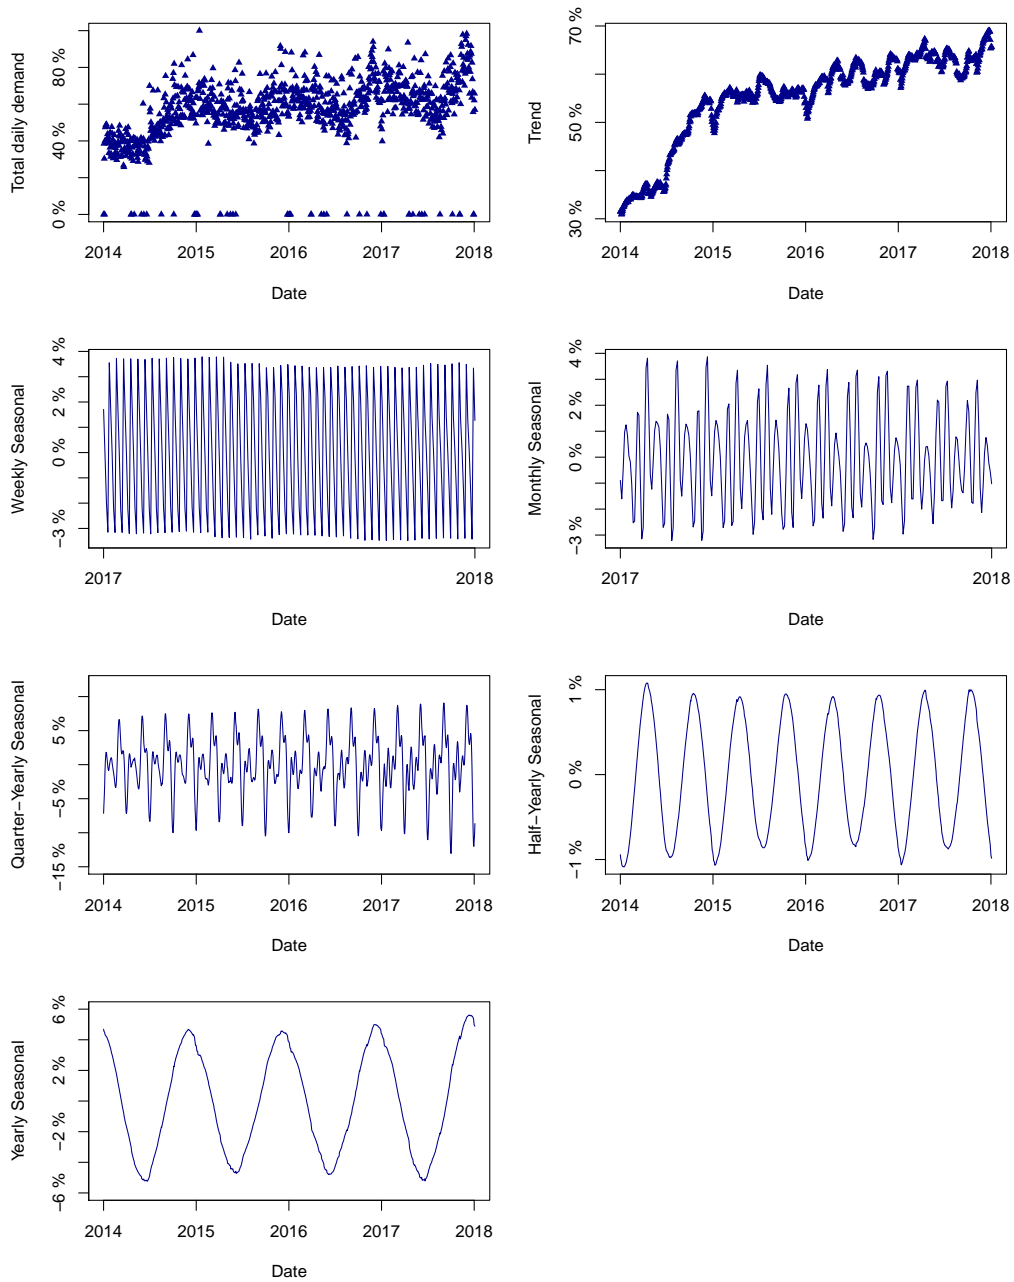 Total daily demand
0 %
40 %
80 %
2014 2015 2016 2017 2018
Date
Trend
30 %
50 %
70 %
2014 2015 2016 2017 2018
Date
Weekly Seasonal
−3 %
0 %
2 %
4 %
2017 2018
Date
Monthly Seasonal
−3 %
0 %
2 %
4 %
2017 2018
Date
Quarter−Yearly Seasonal
−15 %
−5 %
5 %
2014 2015 2016 2017 2018
Date
Half−Yearly Seasonal
−1 %
0 %
1 %
2014 2015 2016 2017 2018
Date
Yearly Seasonal
−6 %
−2 %
2 %
6 %
2014 2015 2016 2017 2018
Date